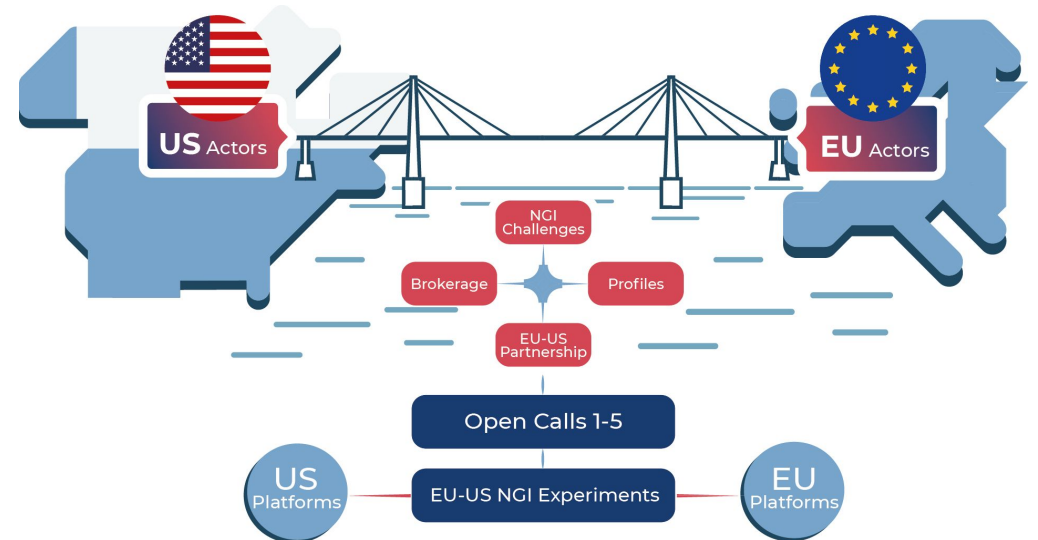 US Actors
EU Actors
NGI
Challenges
Brokerage
Profiles
EU-US
Partnership
Open Calls 1-5
US
Platforms
EU-US NGI Experiments
EU
Platforms